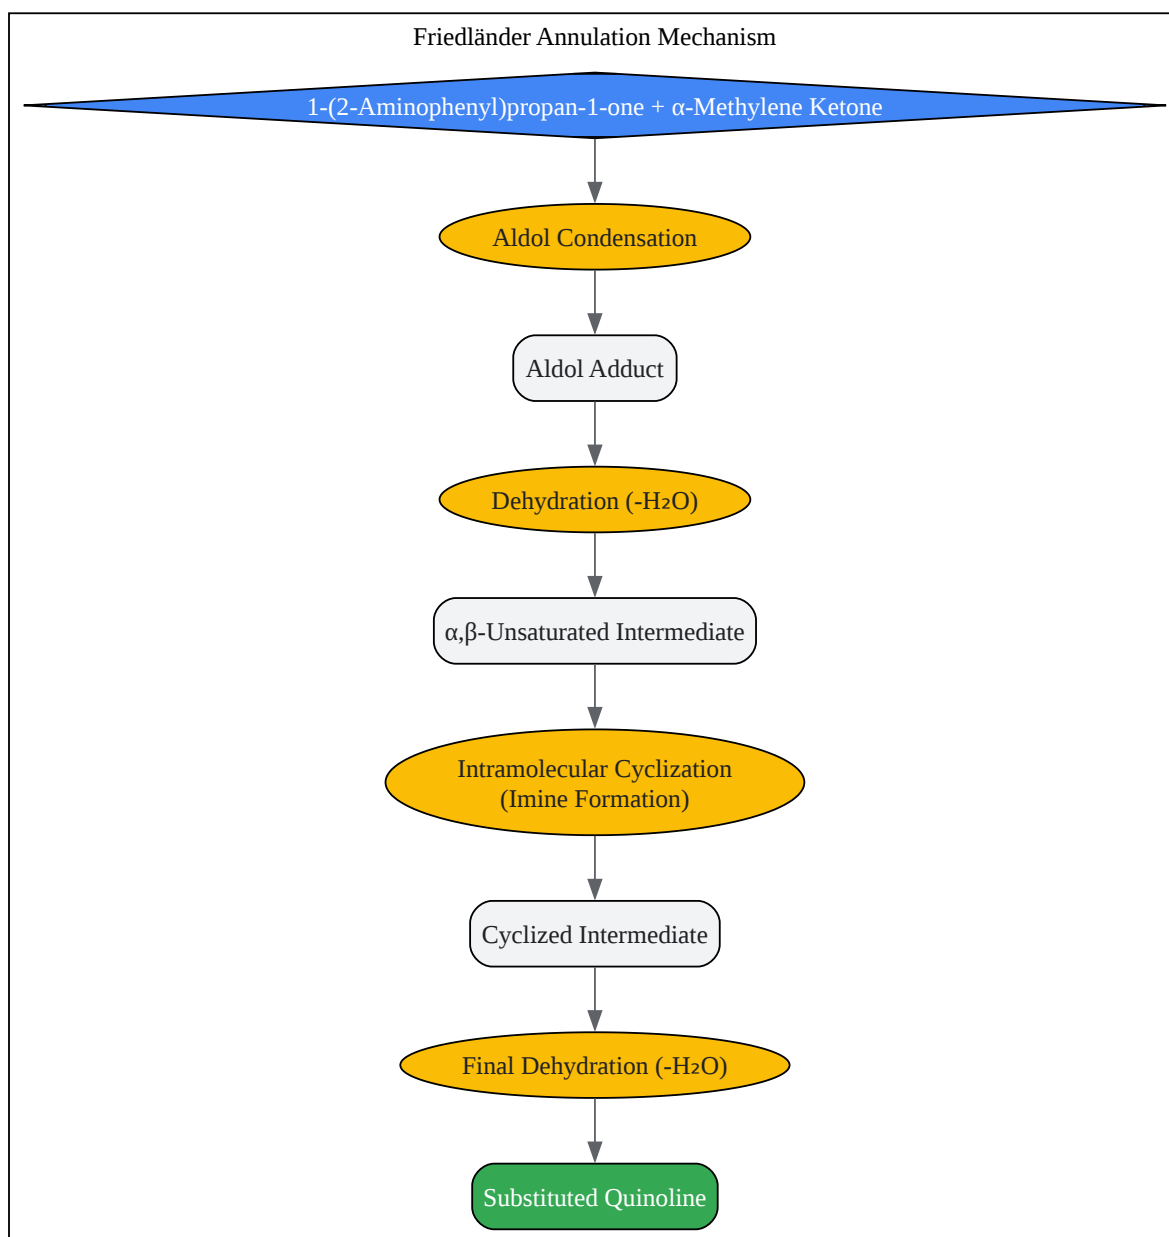 Friedländer Annulation Mechanism
1-(2-Aminophenyl)propan-1-one + α-Methylene Ketone
Aldol Condensation
Aldol Adduct
Dehydration (-H₂O)
α,β-Unsaturated Intermediate
Intramolecular Cyclization
(Imine Formation)
Cyclized Intermediate
Final Dehydration (-H₂O)
Substituted Quinoline